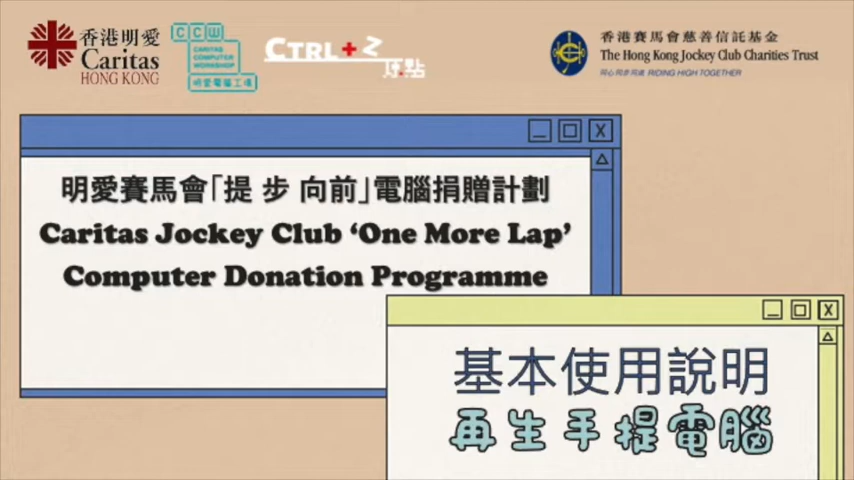 香港明愛
Caritas
HONG KONG
CCW
CARITAS
COMPUTER
WORKSHOP
明愛電腦工場
CTRL+Z
原點
香港賽馬會慈善信託基金
The Hong Kong Jockey Club Charities Trust
同心同步同進 RIDING HIGH TOGETHER
明愛賽馬會「提 步 向前」電腦捐贈計劃
Caritas Jockey Club ‘One More Lap’
Computer Donation Programme
基本使用說明
再生手提電腦